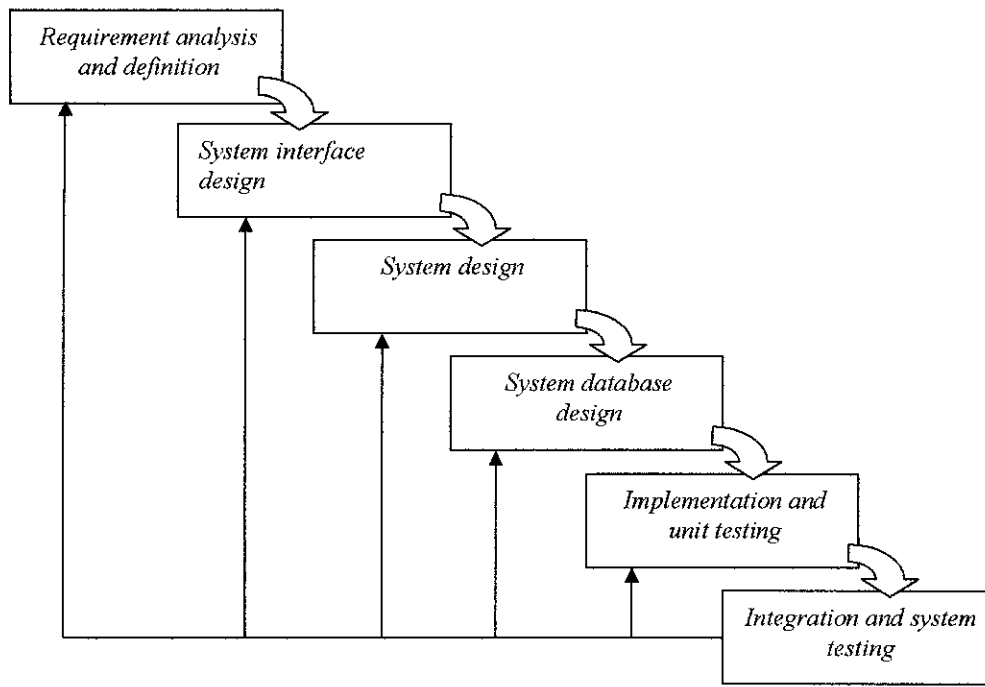 Requirement analysis
and definition
System interface
design
System design
System database
design
Implementation and
unit testing
Integration and system
testing